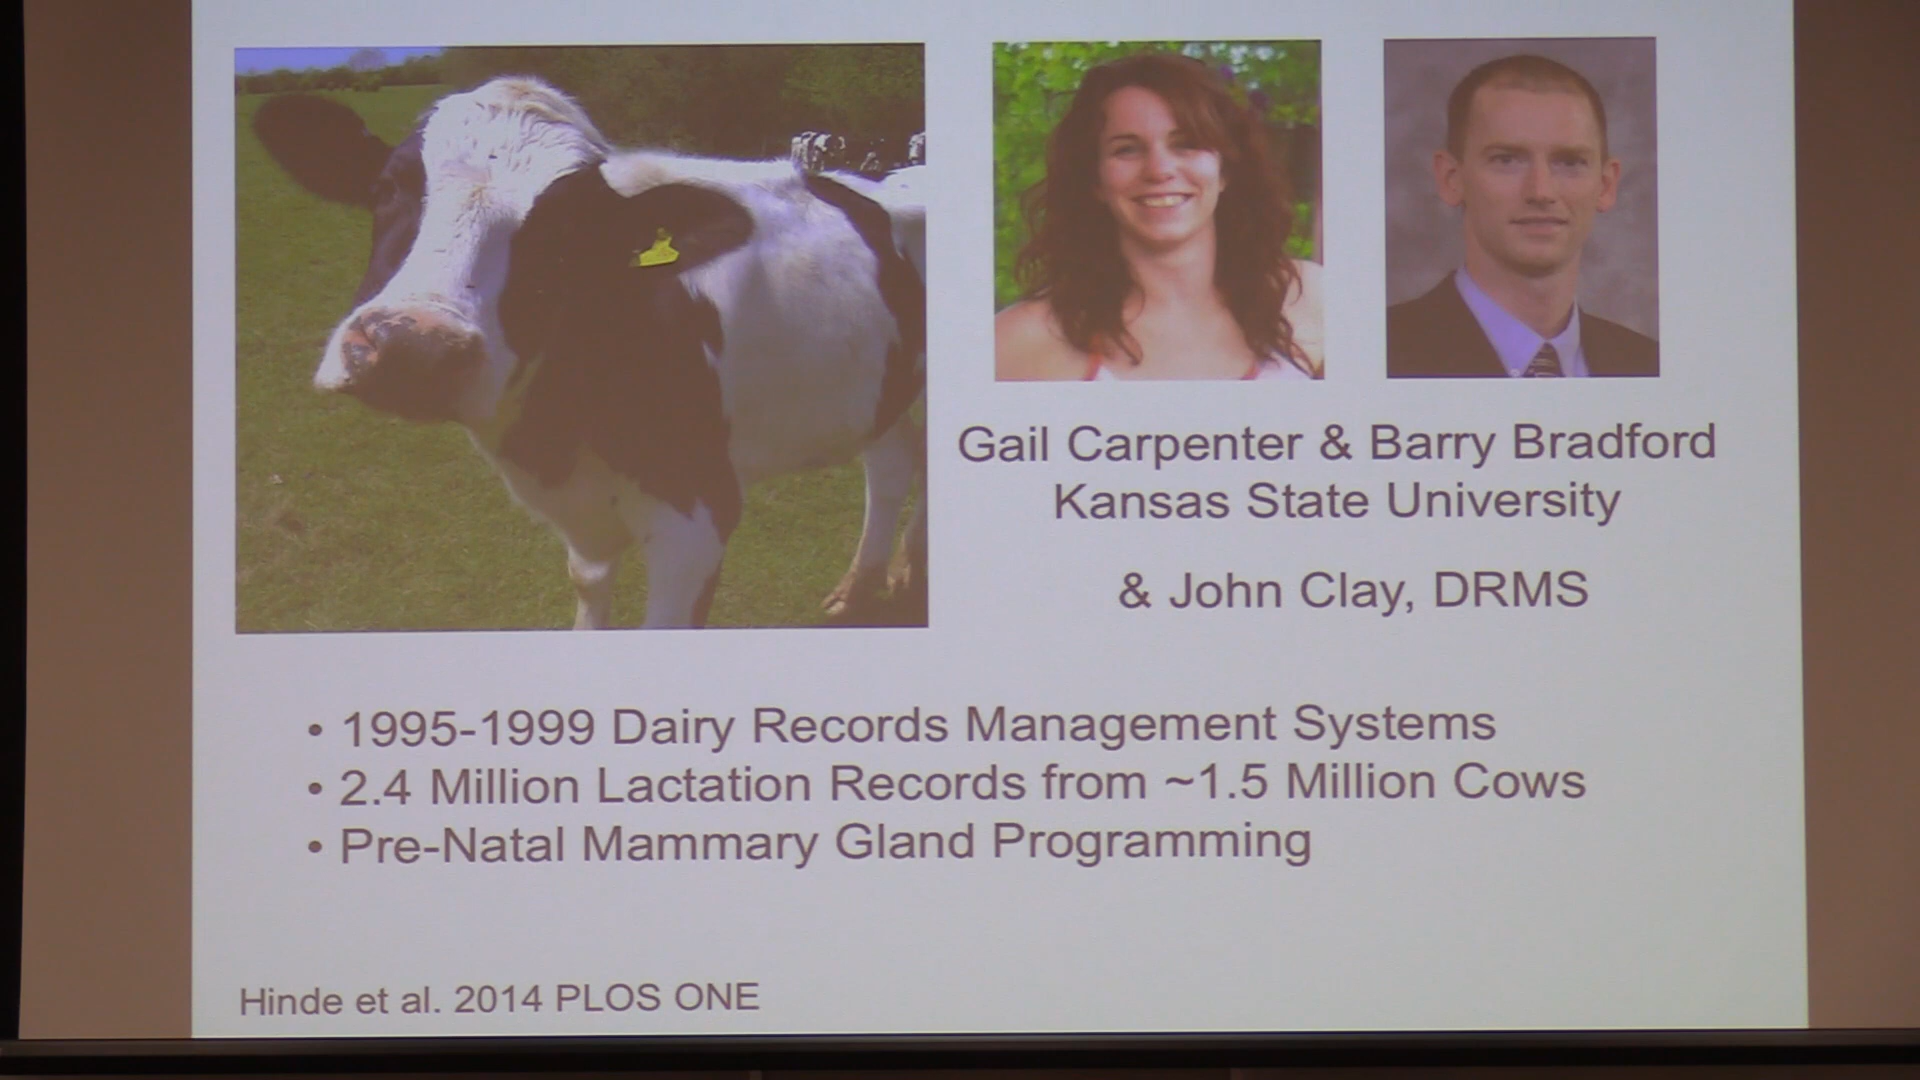 Gail Carpenter & Barry Bradford
Kansas State University
& John Clay, DRMS
• 1995-1999 Dairy Records Management Systems
• 2.4 Million Lactation Records from ~1.5 Million Cows
• Pre-Natal Mammary Gland Programming
Hinde et al. 2014 PLOS ONE